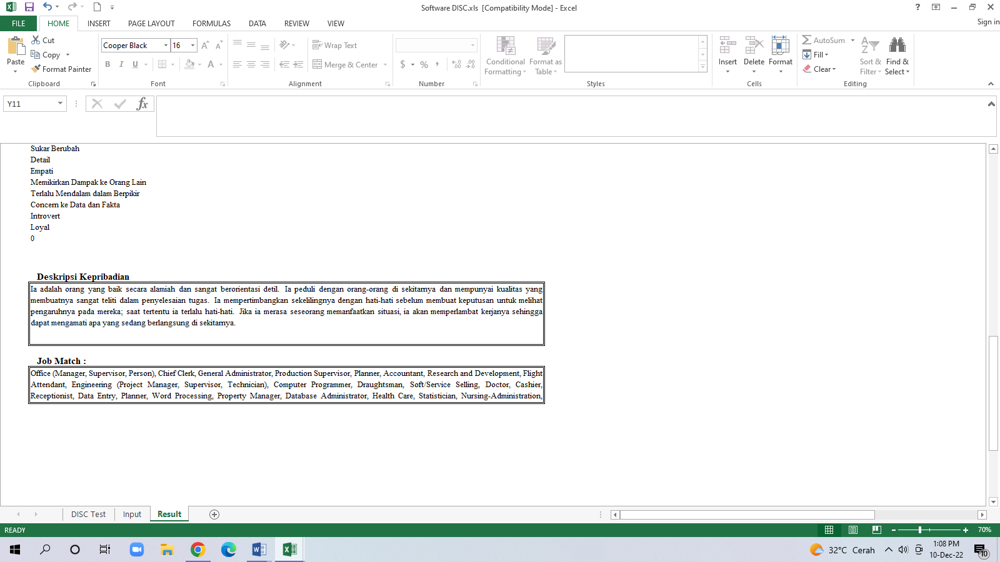 Software DISC.xls  [Compatibility Mode] - Excel
?
FILE HOME INSERT PAGE LAYOUT FORMULAS DATA REVIEW VIEW Sign in
Paste
Cut
Copy
Format Painter
Clipboard
Cooper Black 16
B I U
Font
Wrap Text
Merge & Center
Alignment
$ % ,
Number
Conditional Formatting
Format as Table
Styles
Insert Delete Format
Cells
AutoSum
Fill
Clear
Sort & Filter
Find & Select
Editing
Y11
fx
Sukar Berubah
Detail
Empati
Memikirkan Dampak ke Orang Lain
Terlalu Mendalam dalam Berpikir
Concern ke Data dan Fakta
Introvert
Loyal
0
Deskripsi Kepribadian
Ia adalah orang yang baik secara alamiah dan sangat berorientasi detil.  Ia peduli dengan orang-orang di sekitarnya dan mempunyai kualitas yang
membuatnya sangat teliti dalam penyelesaian tugas.  Ia mempertimbangkan sekelilingnya dengan hati-hati sebelum membuat keputusan untuk melihat
pengaruhnya pada mereka; saat tertentu ia terlalu hati-hati.  Jika ia merasa seseorang memanfaatkan situasi, ia akan memperlambat kerjanya sehingga
dapat mengamati apa yang sedang berlangsung di sekitarnya.
Job Match :
Office (Manager, Supervisor, Person), Chief Clerk, General Administrator, Production Supervisor, Planner, Accountant, Research and Development, Flight
Attendant, Engineering (Project Manager, Supervisor, Technician), Computer Programmer, Draughtsman, Soft/Service Selling, Doctor, Cashier,
Receptionist, Data Entry, Planner, Word Processing, Property Manager, Database Administrator, Health Care, Statistician, Nursing-Administration,
DISC Test Input Result
READY
70%
32°C Cerah
1:08 PM
10-Dec-22
10